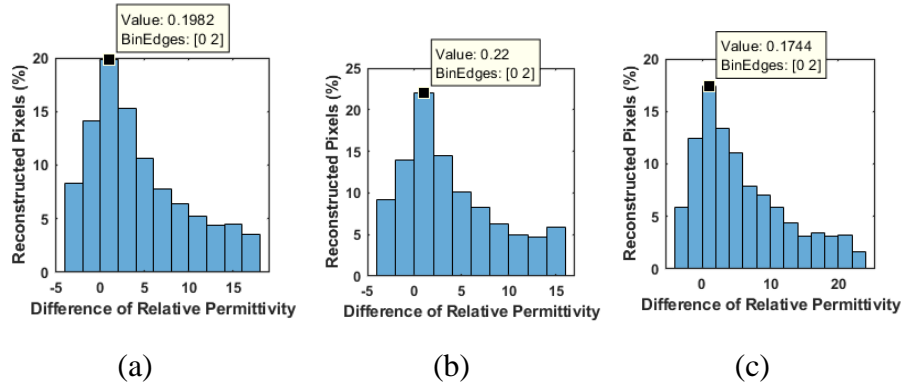 Value: 0.1982
BinEdges: [0 2]
20
15
10
5
0
-5 0 5 10 15
Reconstructed Pixels (%)
Difference of Relative Permittivity
(a)
Value: 0.22
BinEdges: [0 2]
25
20
15
10
5
0
-5 0 5 10 15
Reconstructed Pixels (%)
Difference of Relative Permittivity
(b)
Value: 0.1744
BinEdges: [0 2]
20
15
10
5
0
0 10 20
Reconstructed Pixels (%)
Difference of Relative Permittivity
(c)